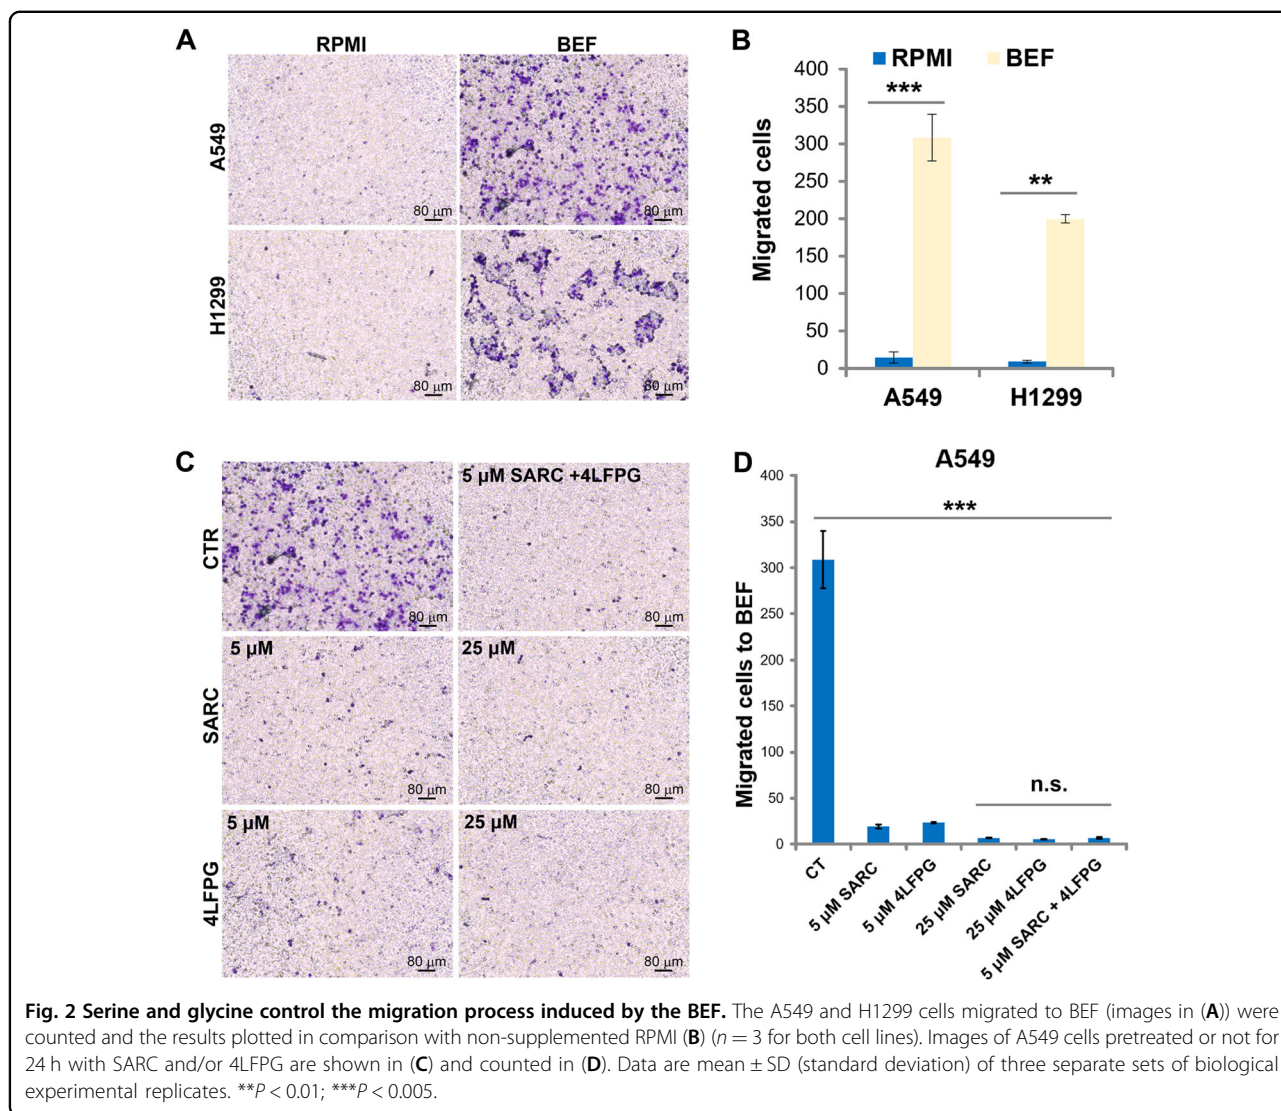 A
RPMI
BEF
A549
80 µm
80 µm
H1299
80 µm
80 µm
B
RPMI
BEF
Migrated cells
400
350
300
250
200
150
100
50
0
***
**
A549
H1299
C
CTR
80 µm
5 µM SARC +4LFPG
80 µm
SARC
5 µM
80 µm
25 µM
80 µm
4LFPG
5 µM
80 µm
25 µM
80 µm
D
A549
Migrated cells to BEF
400
350
300
250
200
150
100
50
0
***
n.s.
CT
5 µM SARC
5 µM 4LFPG
25 µM SARC
25 µM 4LFPG
5 µM SARC + 4LFPG
Fig. 2 Serine and glycine control the migration process induced by the BEF. The A549 and H1299 cells migrated to BEF (images in (A)) were
counted and the results plotted in comparison with non-supplemented RPMI (B) (n = 3 for both cell lines). Images of A549 cells pretreated or not for
24 h with SARC and/or 4LFPG are shown in (C) and counted in (D). Data are mean ± SD (standard deviation) of three separate sets of biological
experimental replicates. **P < 0.01; ***P < 0.005.